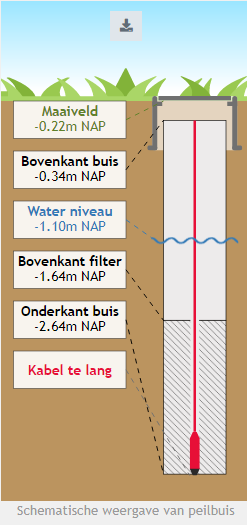 Maaiveld
-0.22m NAP
Bovenkant buis
-0.34m NAP
Water niveau
-1.10m NAP
Bovenkant filter
-1.64m NAP
Onderkant buis
-2.64m NAP
Kabel te lang
Schematische weergave van peilbuis